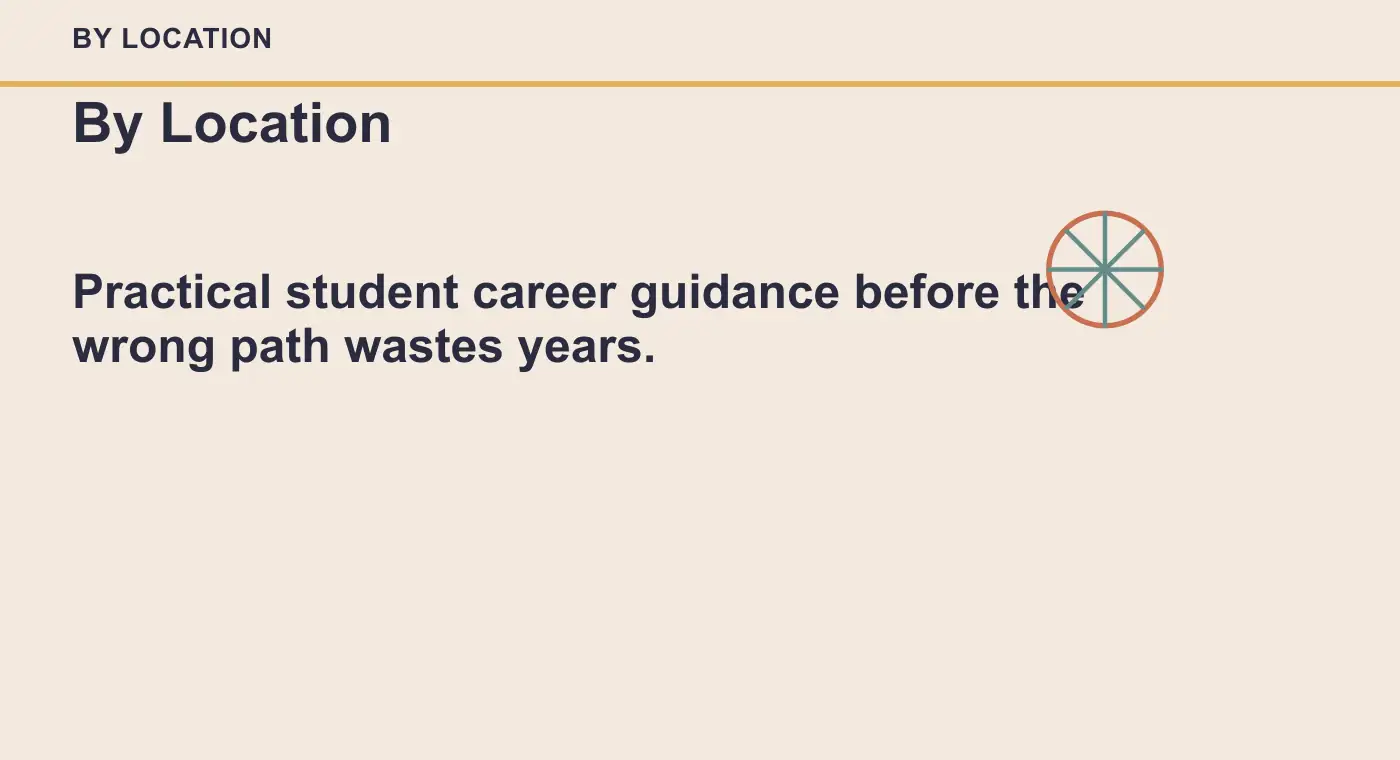 BY LOCATION
By Location
Practical student career guidance before the
wrong path wastes years.